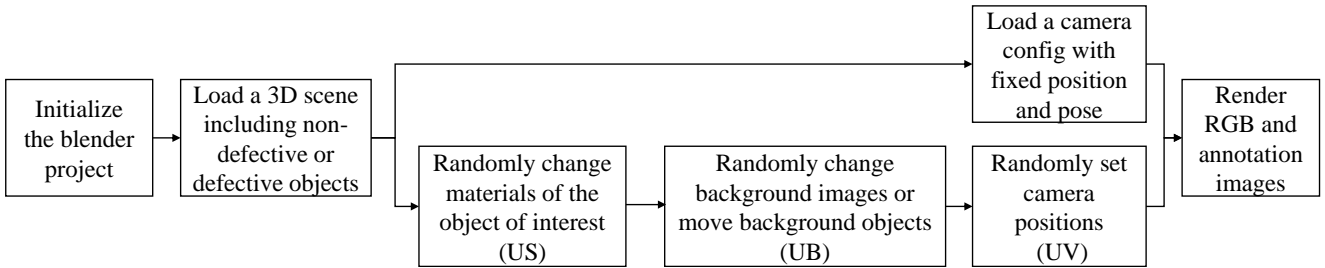 Initialize
the blender
project
Load a 3D scene
including non-
defective or
defective objects
Load a camera
config with
fixed position
and pose
Randomly change
materials of the
object of interest
(US)
Randomly change
background images or
move background objects
(UB)
Randomly set
camera
positions
(UV)
Render
RGB and
annotation
images